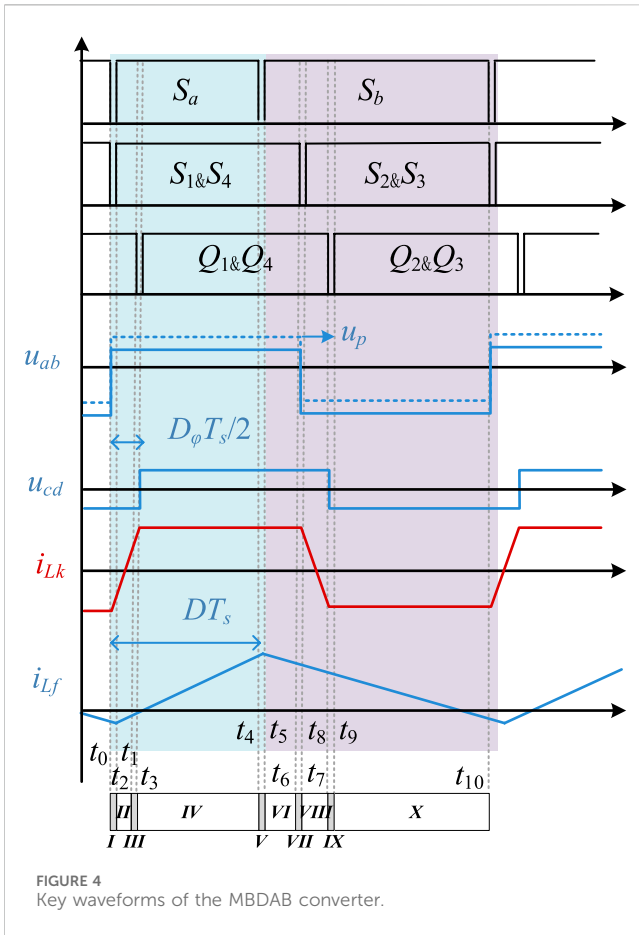 Sa Sb
S1&S4 S2&S3
Q1&Q4 Q2&Q3
up
uab
DφTs/2
ucd
iLk
DTs
iLf
t0 t1 t4 t5 t8 t9
t2 t3 t6 t7 t10
II IV VI VIII X
I III V VII IX
FIGURE 4
Key waveforms of the MBDAB converter.